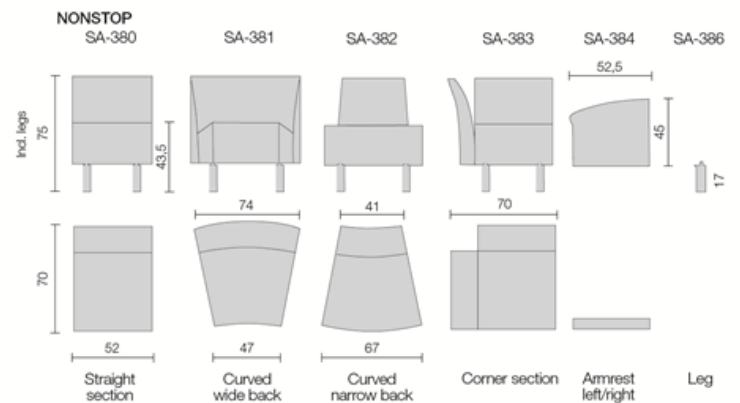 NONSTOP
SA-380 SA-381 SA-382 SA-383 SA-384 SA-386
52,5
Incl. legs
75
43,5
45
17
74 41 70
70
52 47 67
Straight section
Curved wide back
Curved narrow back
Corner section
Armrest left/right
Leg